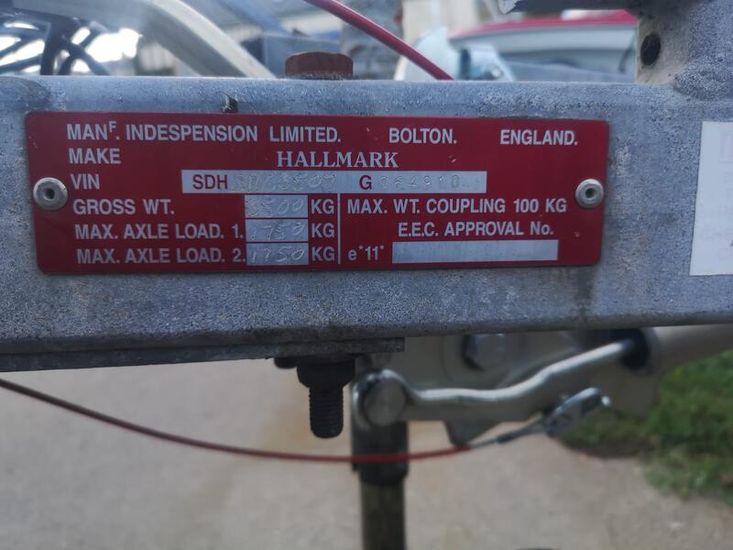 MANF. INDESPENSION LIMITED. BOLTON. ENGLAND.
MAKE HALLMARK
VIN SDH G
GROSS WT. KG MAX. WT. COUPLING 100 KG
MAX. AXLE LOAD. 1. 1750 KG E.E.C. APPROVAL No.
MAX. AXLE LOAD. 2. 1750 KG e*11*